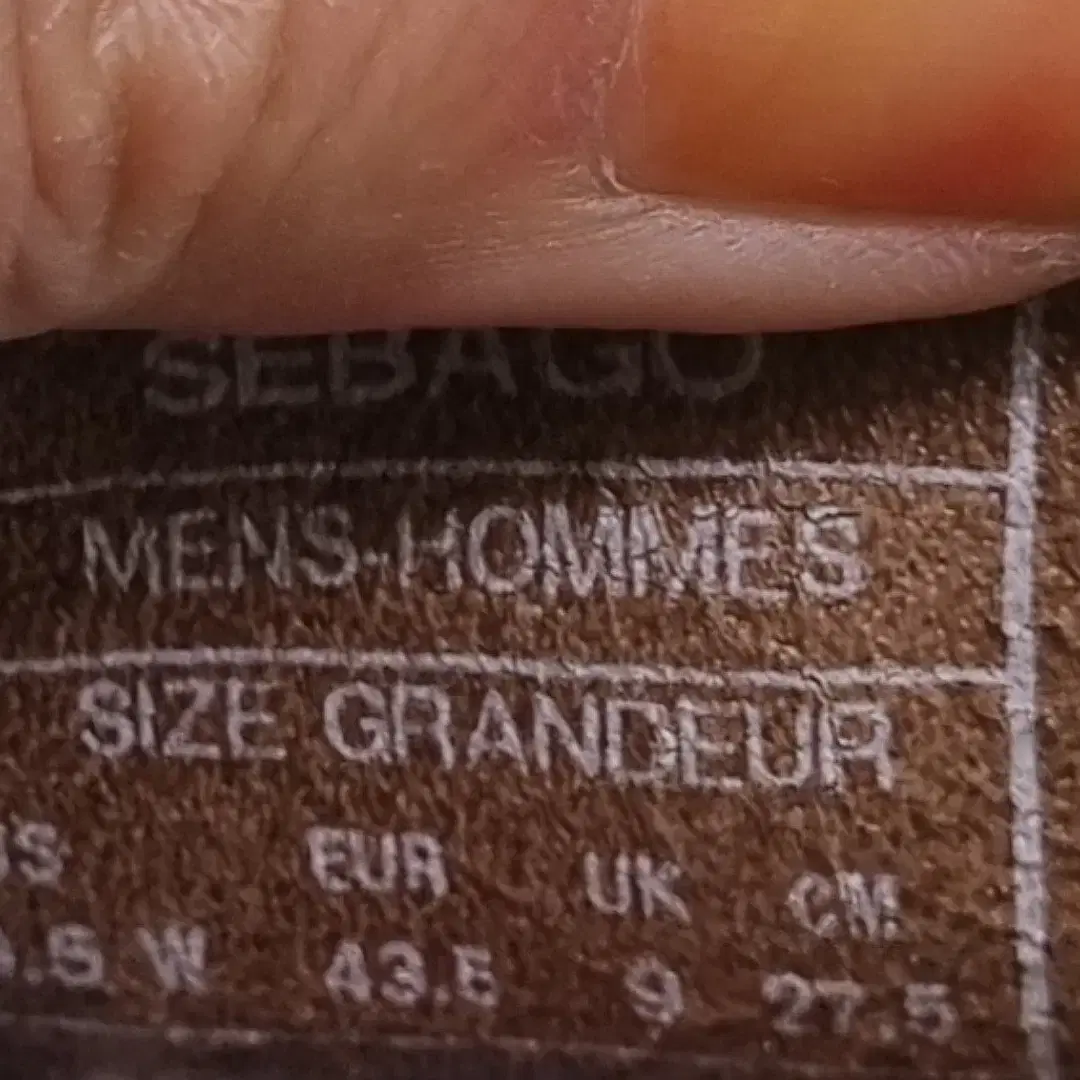 SEBAGO
MENS-HOMMES
SIZE GRANDEUR
EUR UK CM
W 43.5 9 27.5